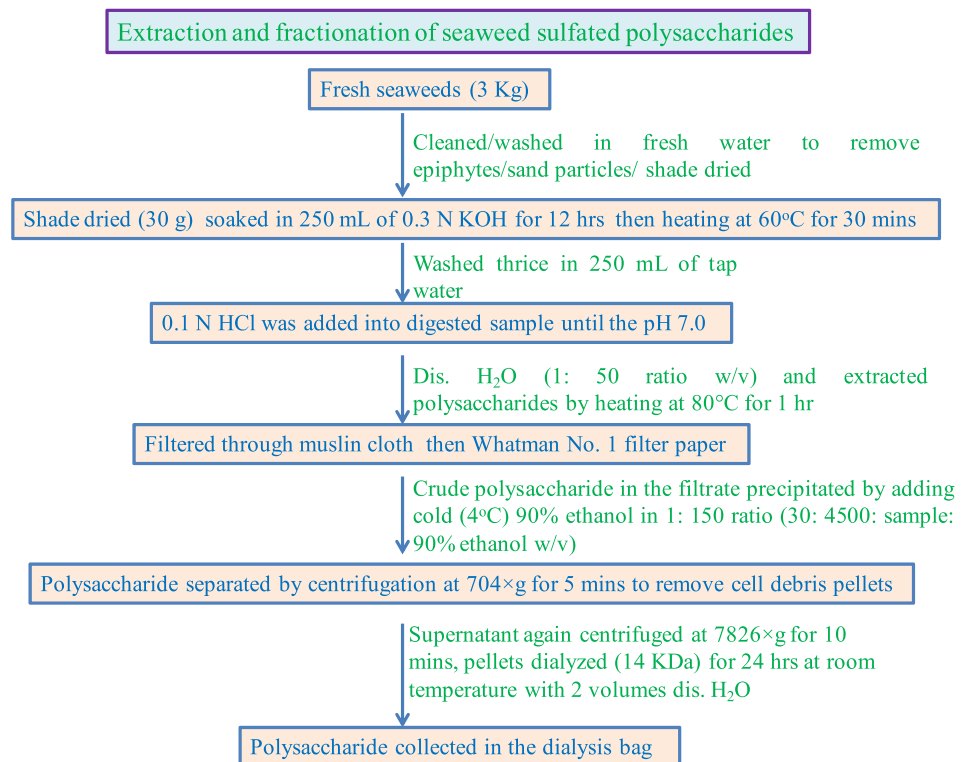 Extraction and fractionation of seaweed sulfated polysaccharides
Fresh seaweeds (3 Kg)
Cleaned/washed in fresh water to remove
epiphytes/sand particles/ shade dried
Shade dried (30 g) soaked in 250 mL of 0.3 N KOH for 12 hrs then heating at 60°C for 30 mins
Washed thrice in 250 mL of tap
water
0.1 N HCl was added into digested sample until the pH 7.0
Dis. H₂O (1: 50 ratio w/v) and extracted
polysaccharides by heating at 80°C for 1 hr
Filtered through muslin cloth then Whatman No. 1 filter paper
Crude polysaccharide in the filtrate precipitated by adding
cold (4°C) 90% ethanol in 1: 150 ratio (30: 4500: sample:
90% ethanol w/v)
Polysaccharide separated by centrifugation at 704×g for 5 mins to remove cell debris pellets
Supernatant again centrifuged at 7826×g for 10
mins, pellets dialyzed (14 KDa) for 24 hrs at room
temperature with 2 volumes dis. H₂O
Polysaccharide collected in the dialysis bag